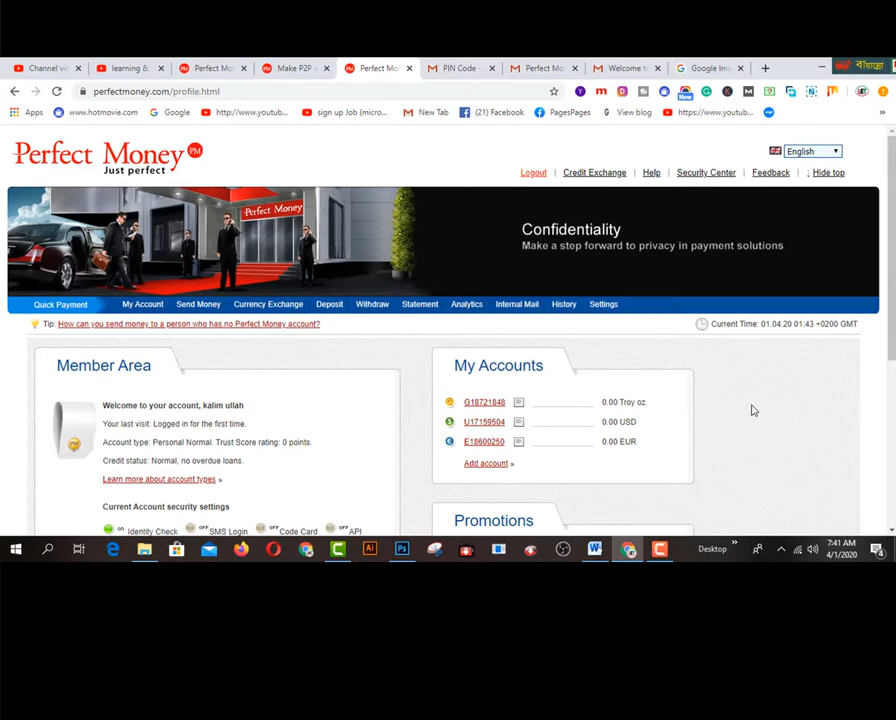 Channel vi
learning &
Perfect Mo
Make P2P a
Perfect Mo
PIN Code -
Perfect Mo
Welcome to
Google Ima
perfectmoney.com/profile.html
Apps
www.hotmovie.com
Google
http://www.youtub...
sign up Job (micro...
New Tab
(21) Facebook
PagesPages
View blog
https://www.youtub...
Perfect Money PM
Just perfect
English
Logout | Credit Exchange | Help | Security Center | Feedback | ↓ Hide top
Perfect Money
Confidentiality
Make a step forward to privacy in payment solutions
Quick Payment My Account Send Money Currency Exchange Deposit Withdraw Statement Analytics Internal Mail History Settings
Tip: How can you send money to a person who has no Perfect Money account?
Current Time: 01.04.20 01:43 +0200 GMT
Member Area
Welcome to your account, kalim ullah
Your last visit: Logged in for the first time.
Account type: Personal Normal. Trust Score rating: 0 points.
Credit status: Normal, no overdue loans.
Learn more about account types »
Current Account security settings
ON Identity Check OFF SMS Login OFF Code Card OFF API
My Accounts
G18721848 0.00 Troy oz.
U17159504 0.00 USD
E18600250 0.00 EUR
Add account »
Promotions
Desktop
7:41 AM
4/1/2020